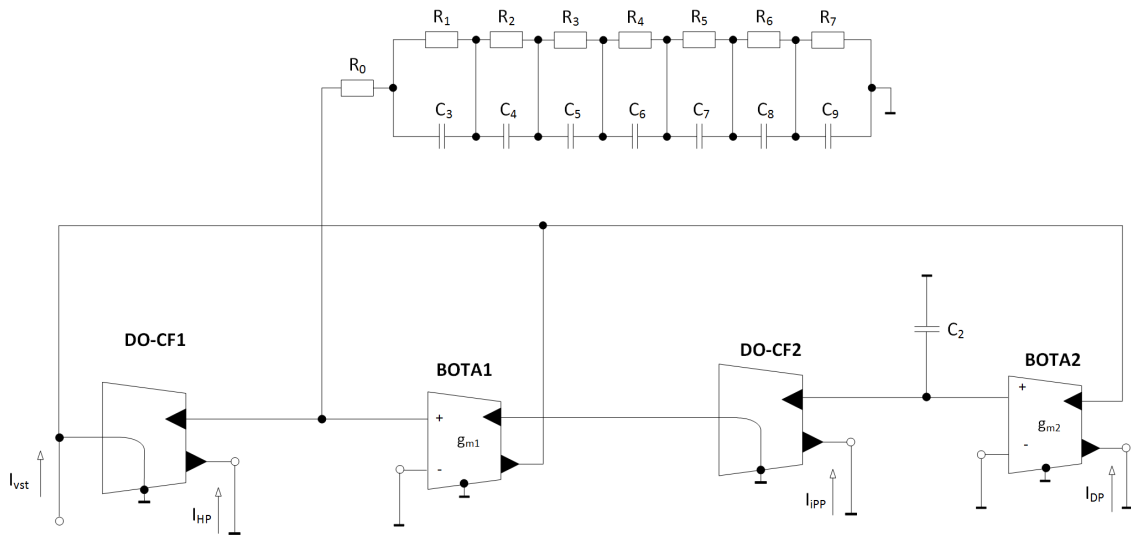 R₁ R₂ R₃ R₄ R₅ R₆ R₇
R₀
C₃ C₄ C₅ C₆ C₇ C₈ C₉
C₂
DO-CF1
BOTA1
DO-CF2
BOTA2
+ gm1 -
+ gm2 -
Ivst
IHP
IiPP
IDP